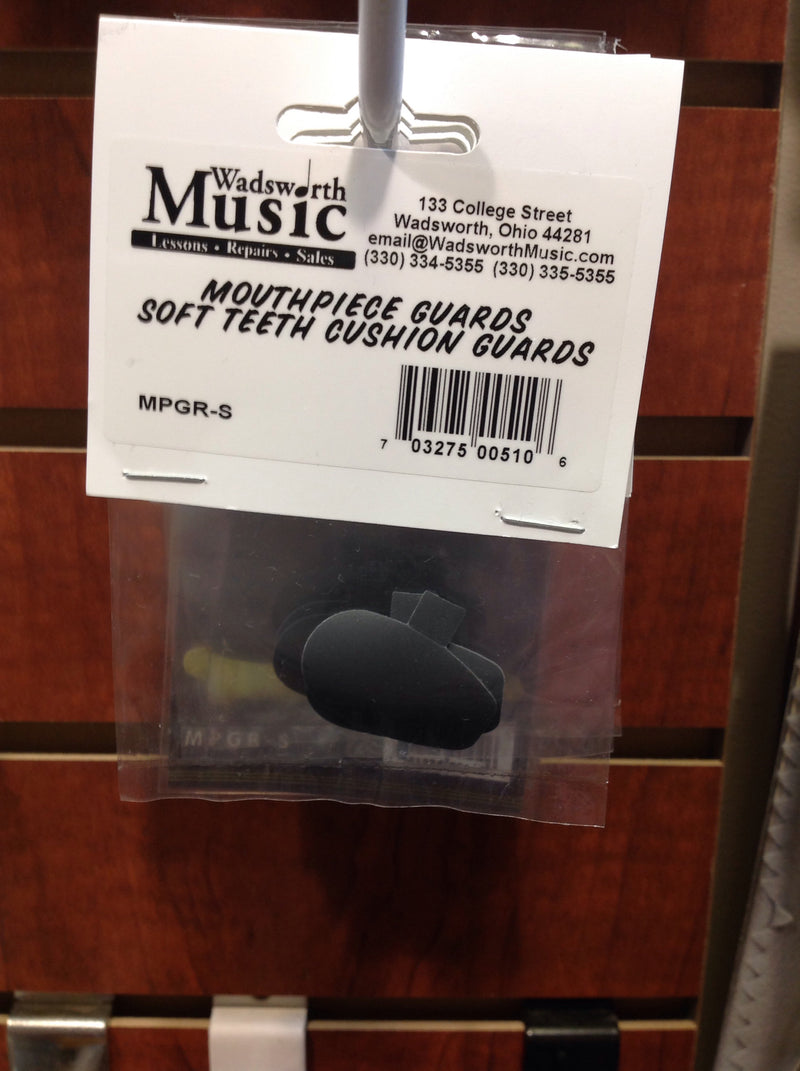 Wadsworth
Music
Lessons • Repairs • Sales
133 College Street
Wadsworth, Ohio 44281
email@WadsworthMusic.com
(330) 334-5355 (330) 335-5355
MOUTHPIECE GUARDS
SOFT TEETH CUSHION GUARDS
MPGR-S
7 03275 00510 6
MPGR-S